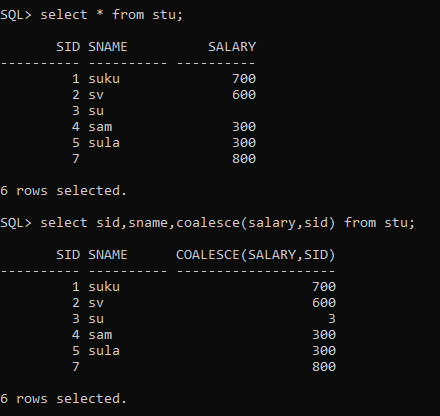 SQL> select * from stu;
       SID SNAME          SALARY
---------- ---------- ----------
         1 suku              700
         2 sv                600
         3 su
         4 sam               300
         5 sula              300
         7                   800
6 rows selected.
SQL> select sid,sname,coalesce(salary,sid) from stu;
       SID SNAME      COALESCE(SALARY,SID)
---------- ---------- --------------------
         1 suku                        700
         2 sv                          600
         3 su                            3
         4 sam                         300
         5 sula                        300
         7                             800
6 rows selected.